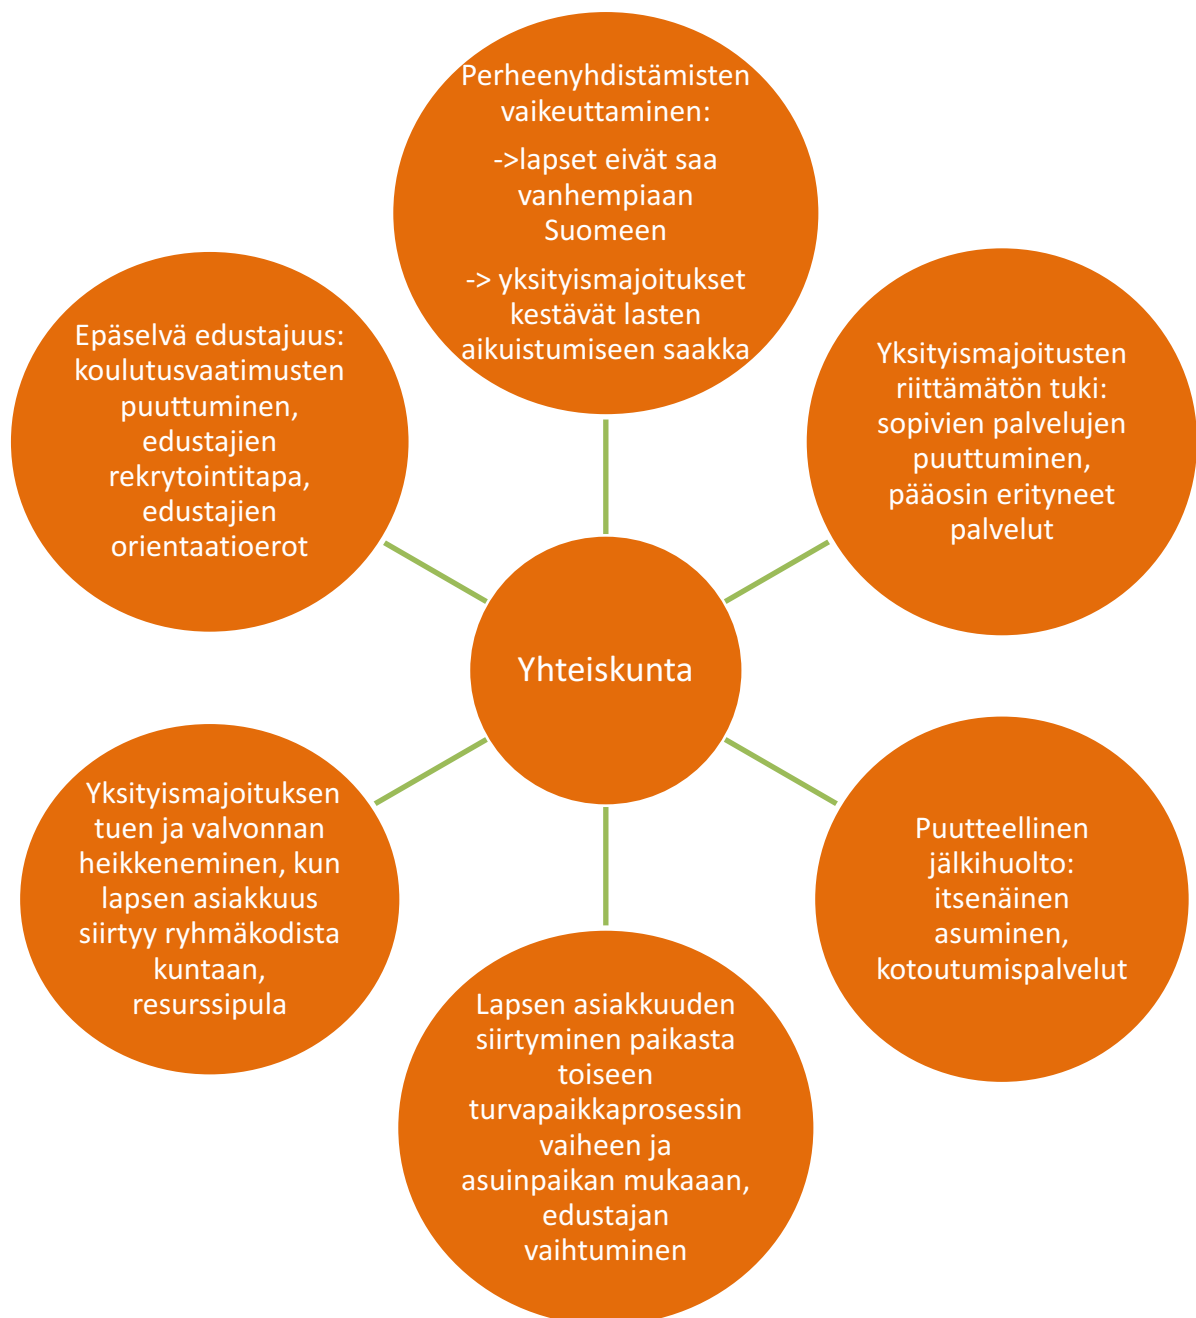 Perheenyhdistämisten
vaikeuttaminen:
->lapset eivät saa
vanhempiaan
Suomeen
-> yksityismajoitukset
kestävät lasten
aikuistumiseen saakka
Yksityismajoitusten
riittämätön tuki:
sopivien palvelujen
puuttuminen,
pääosin erityneet
palvelut
Puutteellinen
jälkihuolto:
itsenäinen
asuminen,
kotoutumispalvelut
Lapsen asiakkuuden
siirtyminen paikasta
toiseen
turvapaikkaprosessin
vaiheen ja
asuinpaikan mukaaan,
edustajan
vaihtuminen
Yksityismajoituksen
tuen ja valvonnan
heikkeneminen, kun
lapsen asiakkuus
siirtyy ryhmäkodista
kuntaan,
resurssipula
Epäselvä edustajuus:
koulutusvaatimusten
puuttuminen,
edustajien
rekrytointitapa,
edustajien
orientaatioerot
Yhteiskunta